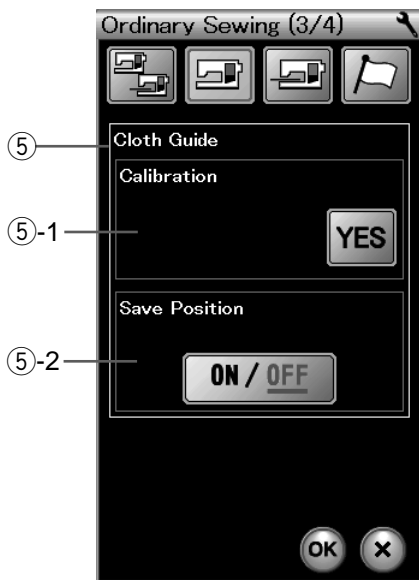 Ordinary Sewing (3/4)
⑤
Cloth Guide
Calibration
⑤-1
YES
Save Position
⑤-2
ON / OFF
OK
×